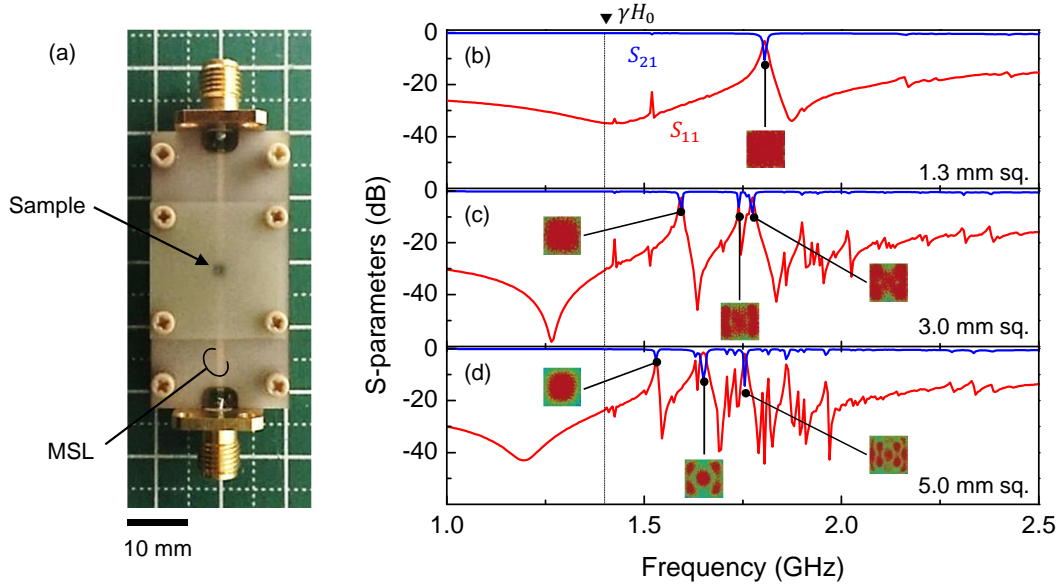 (a)
Sample
MSL
10 mm
▼ γH₀
(b)
S₂₁
S₁₁
1.3 mm sq.
(c)
3.0 mm sq.
(d)
5.0 mm sq.
S-parameters (dB)
0
-20
-40
0
-20
-40
0
-20
-40
1.0 1.5 2.0 2.5
Frequency (GHz)